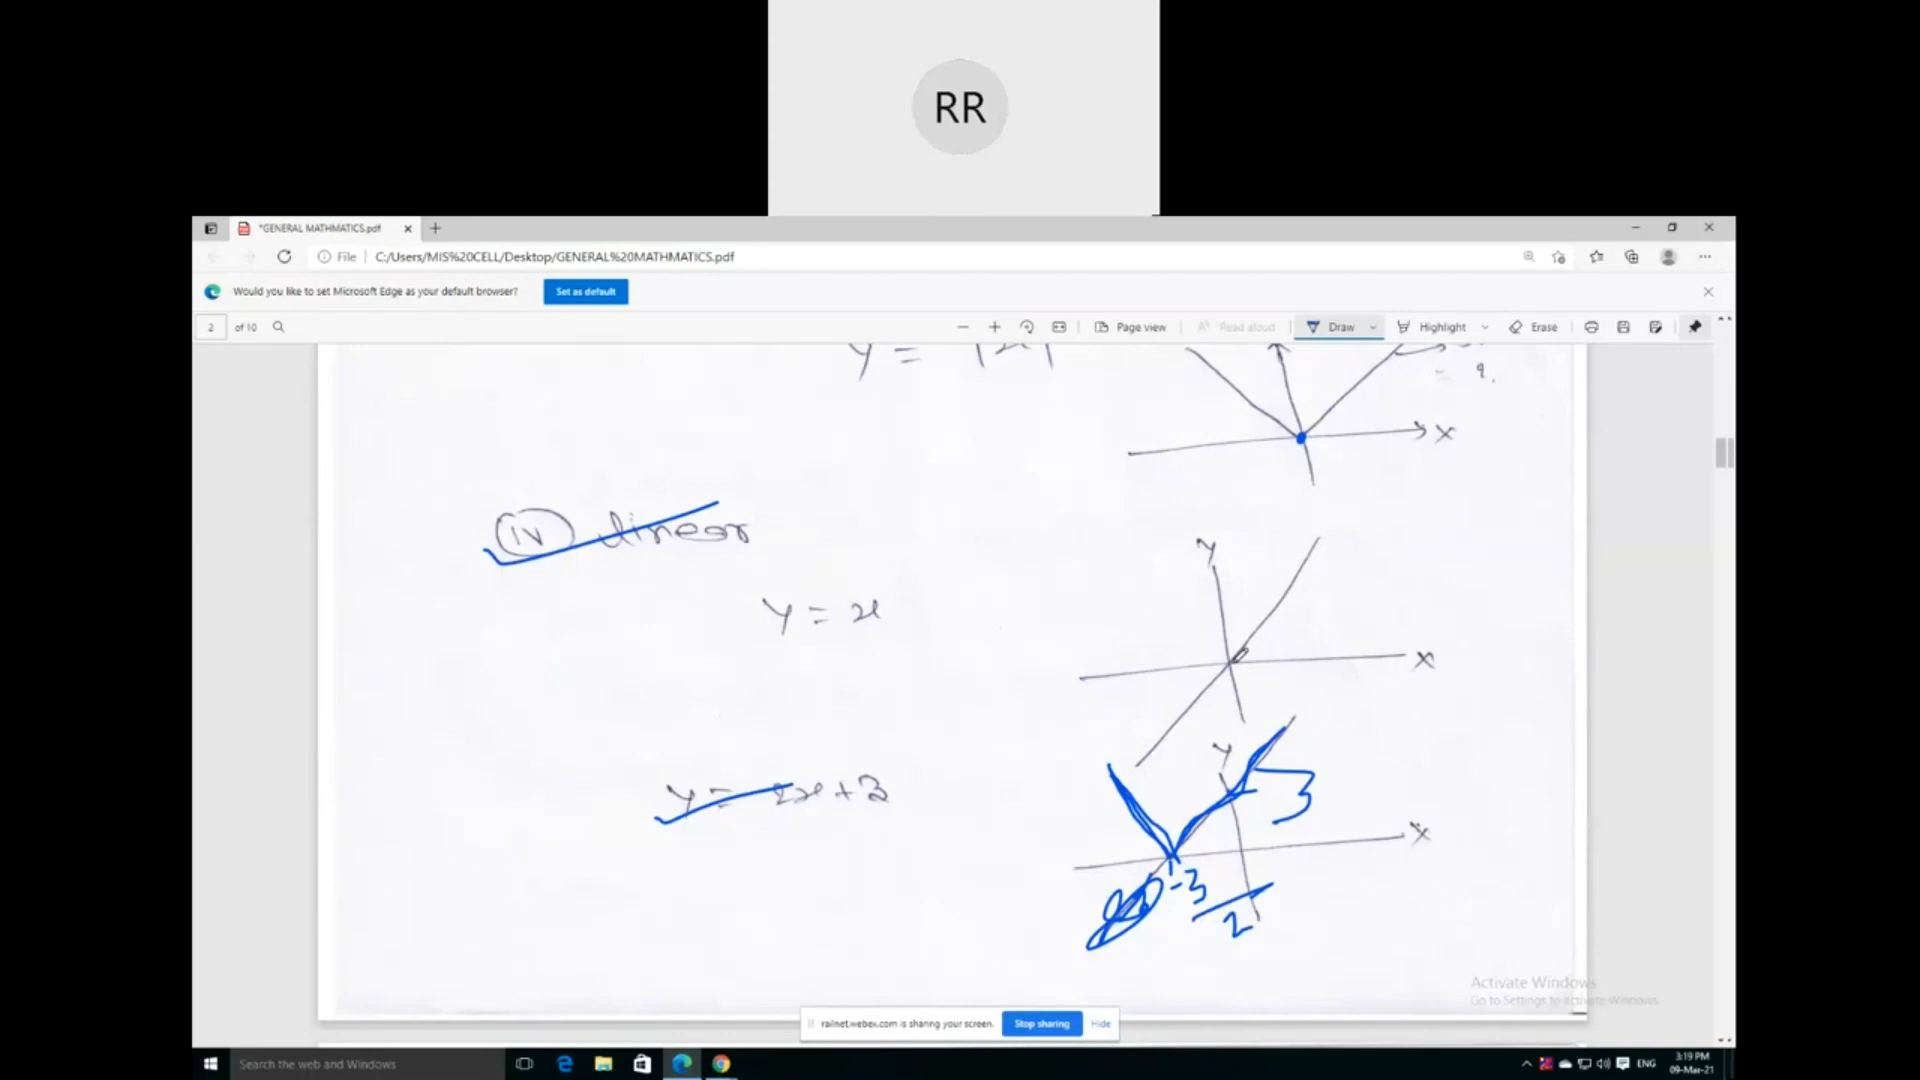 RR
*GENERAL MATHMATICS.pdf
File C:/Users/MIS%20CELL/Desktop/GENERAL%20MATHMATICS.pdf
Would you like to set Microsoft Edge as your default browser? Set as default
2 of 10 Page view Read aloud Draw Highlight Erase
y = |x|
9.
X
(iv) linear
y
y = x
X
y
3
y = 2x+3
X
-3
2
Activate Windows
Go to Settings to activate Windows.
railnet.webex.com is sharing your screen. Stop sharing Hide
Search the web and Windows
ENG
3:19 PM
09-Mar-21